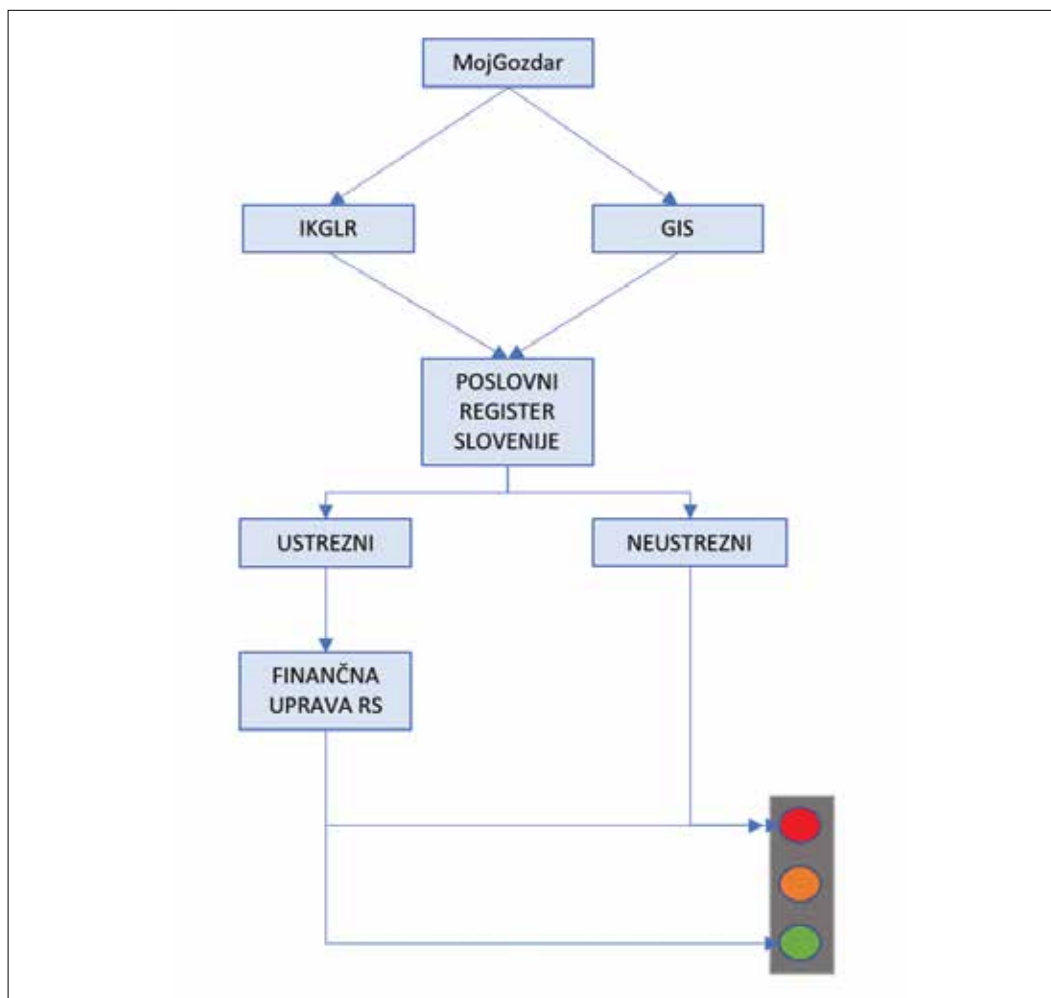 MojGozdar
IKGLR
GIS
POSLOVNI
REGISTER
SLOVENIJE
USTREZNI
NEUSTREZNI
FINANČNA
UPRAVA RS